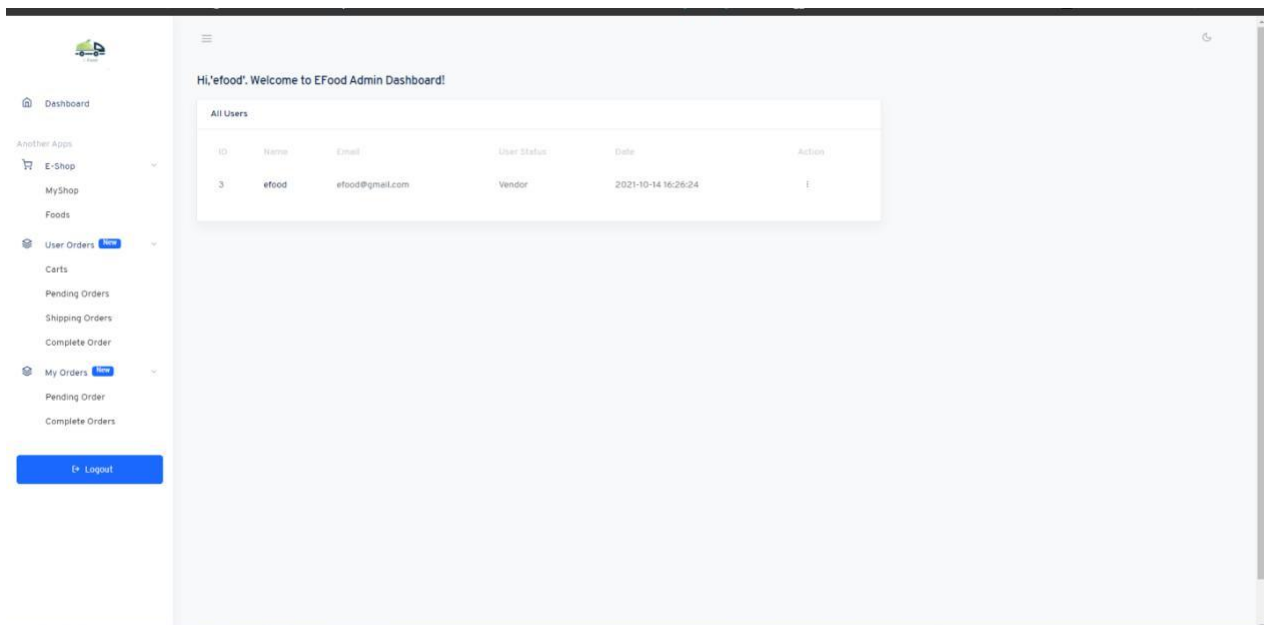 Hi,'efood'. Welcome to EFood Admin Dashboard!
Dashboard
Another Apps
E-Shop
MyShop
Foods
User Orders New
Carts
Pending Orders
Shipping Orders
Complete Order
My Orders New
Pending Order
Complete Orders
Logout
All Users
ID Name Email User Status Date Action
3 efood efood@gmail.com Vendor 2021-10-14 16:26:24